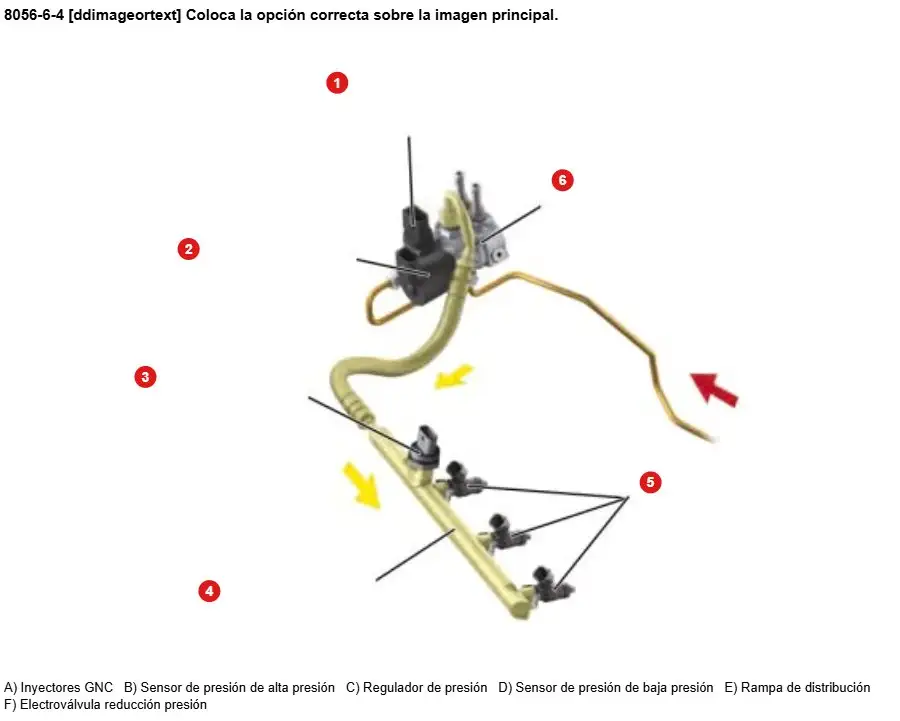 8056-6-4 [ddimageortext] Coloca la opción correcta sobre la imagen principal.
1
6
2
3
5
4
A) Inyectores GNC B) Sensor de presión de alta presión C) Regulador de presión D) Sensor de presión de baja presión E) Rampa de distribución
F) Electroválvula reducción presión